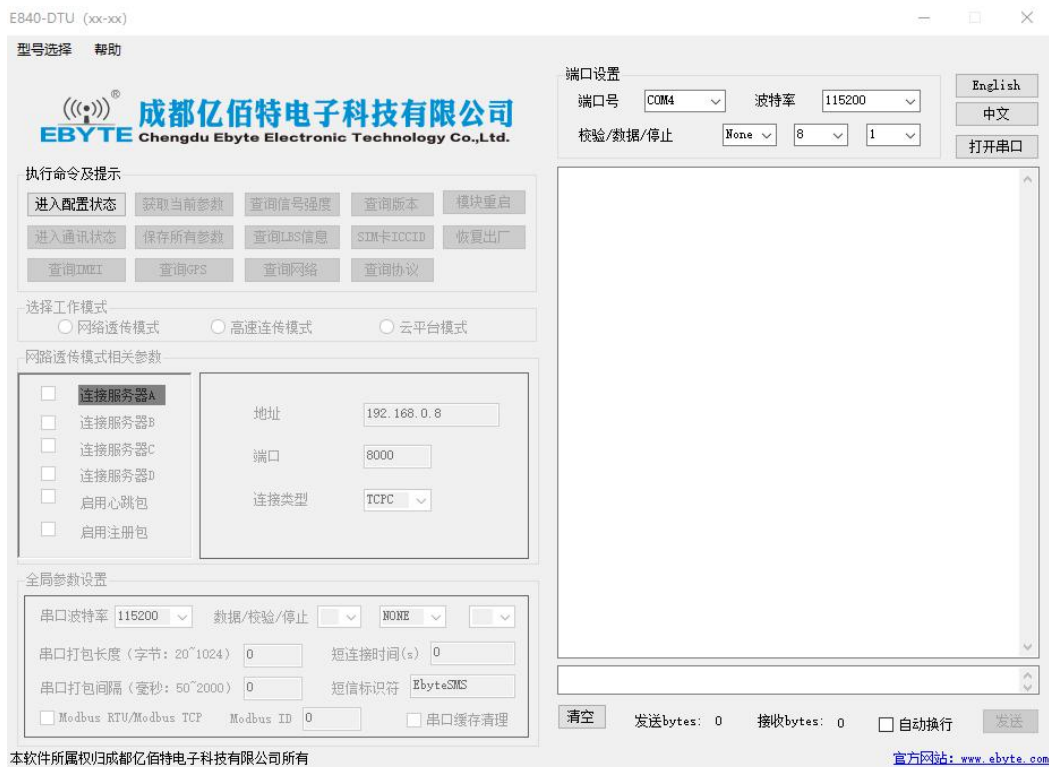 E840-DTU (xx-xx)
型号选择 帮助
((·)) ®
EBYTE
成都亿佰特电子科技有限公司
Chengdu Ebyte Electronic Technology Co.,Ltd.
端口设置
端口号 COM4 波特率 115200
校验/数据/停止 None 8 1
English
中文
打开串口
执行命令及提示
进入配置状态 获取当前参数 查询信号强度 查询版本 模块重启
进入通讯状态 保存所有参数 查询LBS信息 SIM卡ICCID 恢复出厂
查询IMEI 查询GPS 查询网络 查询协议
选择工作模式
网络透传模式 高速连传模式 云平台模式
网路透传模式相关参数
连接服务器A
连接服务器B
连接服务器C
连接服务器D
启用心跳包
启用注册包
地址 192.168.0.8
端口 8000
连接类型 TCPC
全局参数设置
串口波特率 115200 数据/校验/停止 NONE
串口打包长度(字节: 20~1024) 0 短连接时间(s) 0
串口打包间隔(毫秒: 50~2000) 0 短信标识符 EbyteSMS
Modbus RTU/Modbus TCP Modbus ID 0 串口缓存清理
清空 发送bytes: 0 接收bytes: 0 自动换行 发送
本软件所属权归成都亿佰特电子科技有限公司所有
官方网站: www.ebyte.com